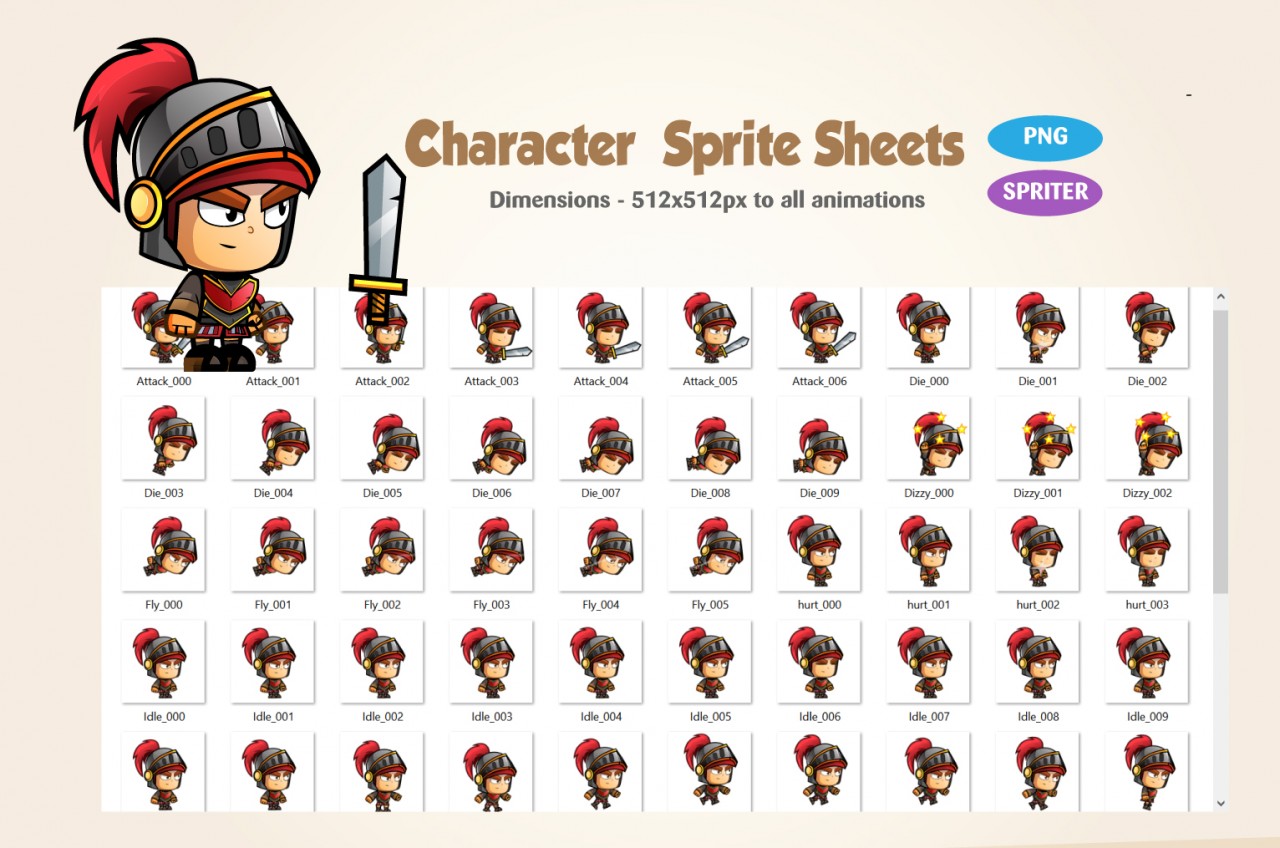 Character Sprite Sheets
PNG
SPRITER
Dimensions - 512x512px to all animations
Attack_000 Attack_001 Attack_002 Attack_003 Attack_004 Attack_005 Attack_006 Die_000 Die_001 Die_002
Die_003 Die_004 Die_005 Die_006 Die_007 Die_008 Die_009 Dizzy_000 Dizzy_001 Dizzy_002
Fly_000 Fly_001 Fly_002 Fly_003 Fly_004 Fly_005 hurt_000 hurt_001 hurt_002 hurt_003
Idle_000 Idle_001 Idle_002 Idle_003 Idle_004 Idle_005 Idle_006 Idle_007 Idle_008 Idle_009